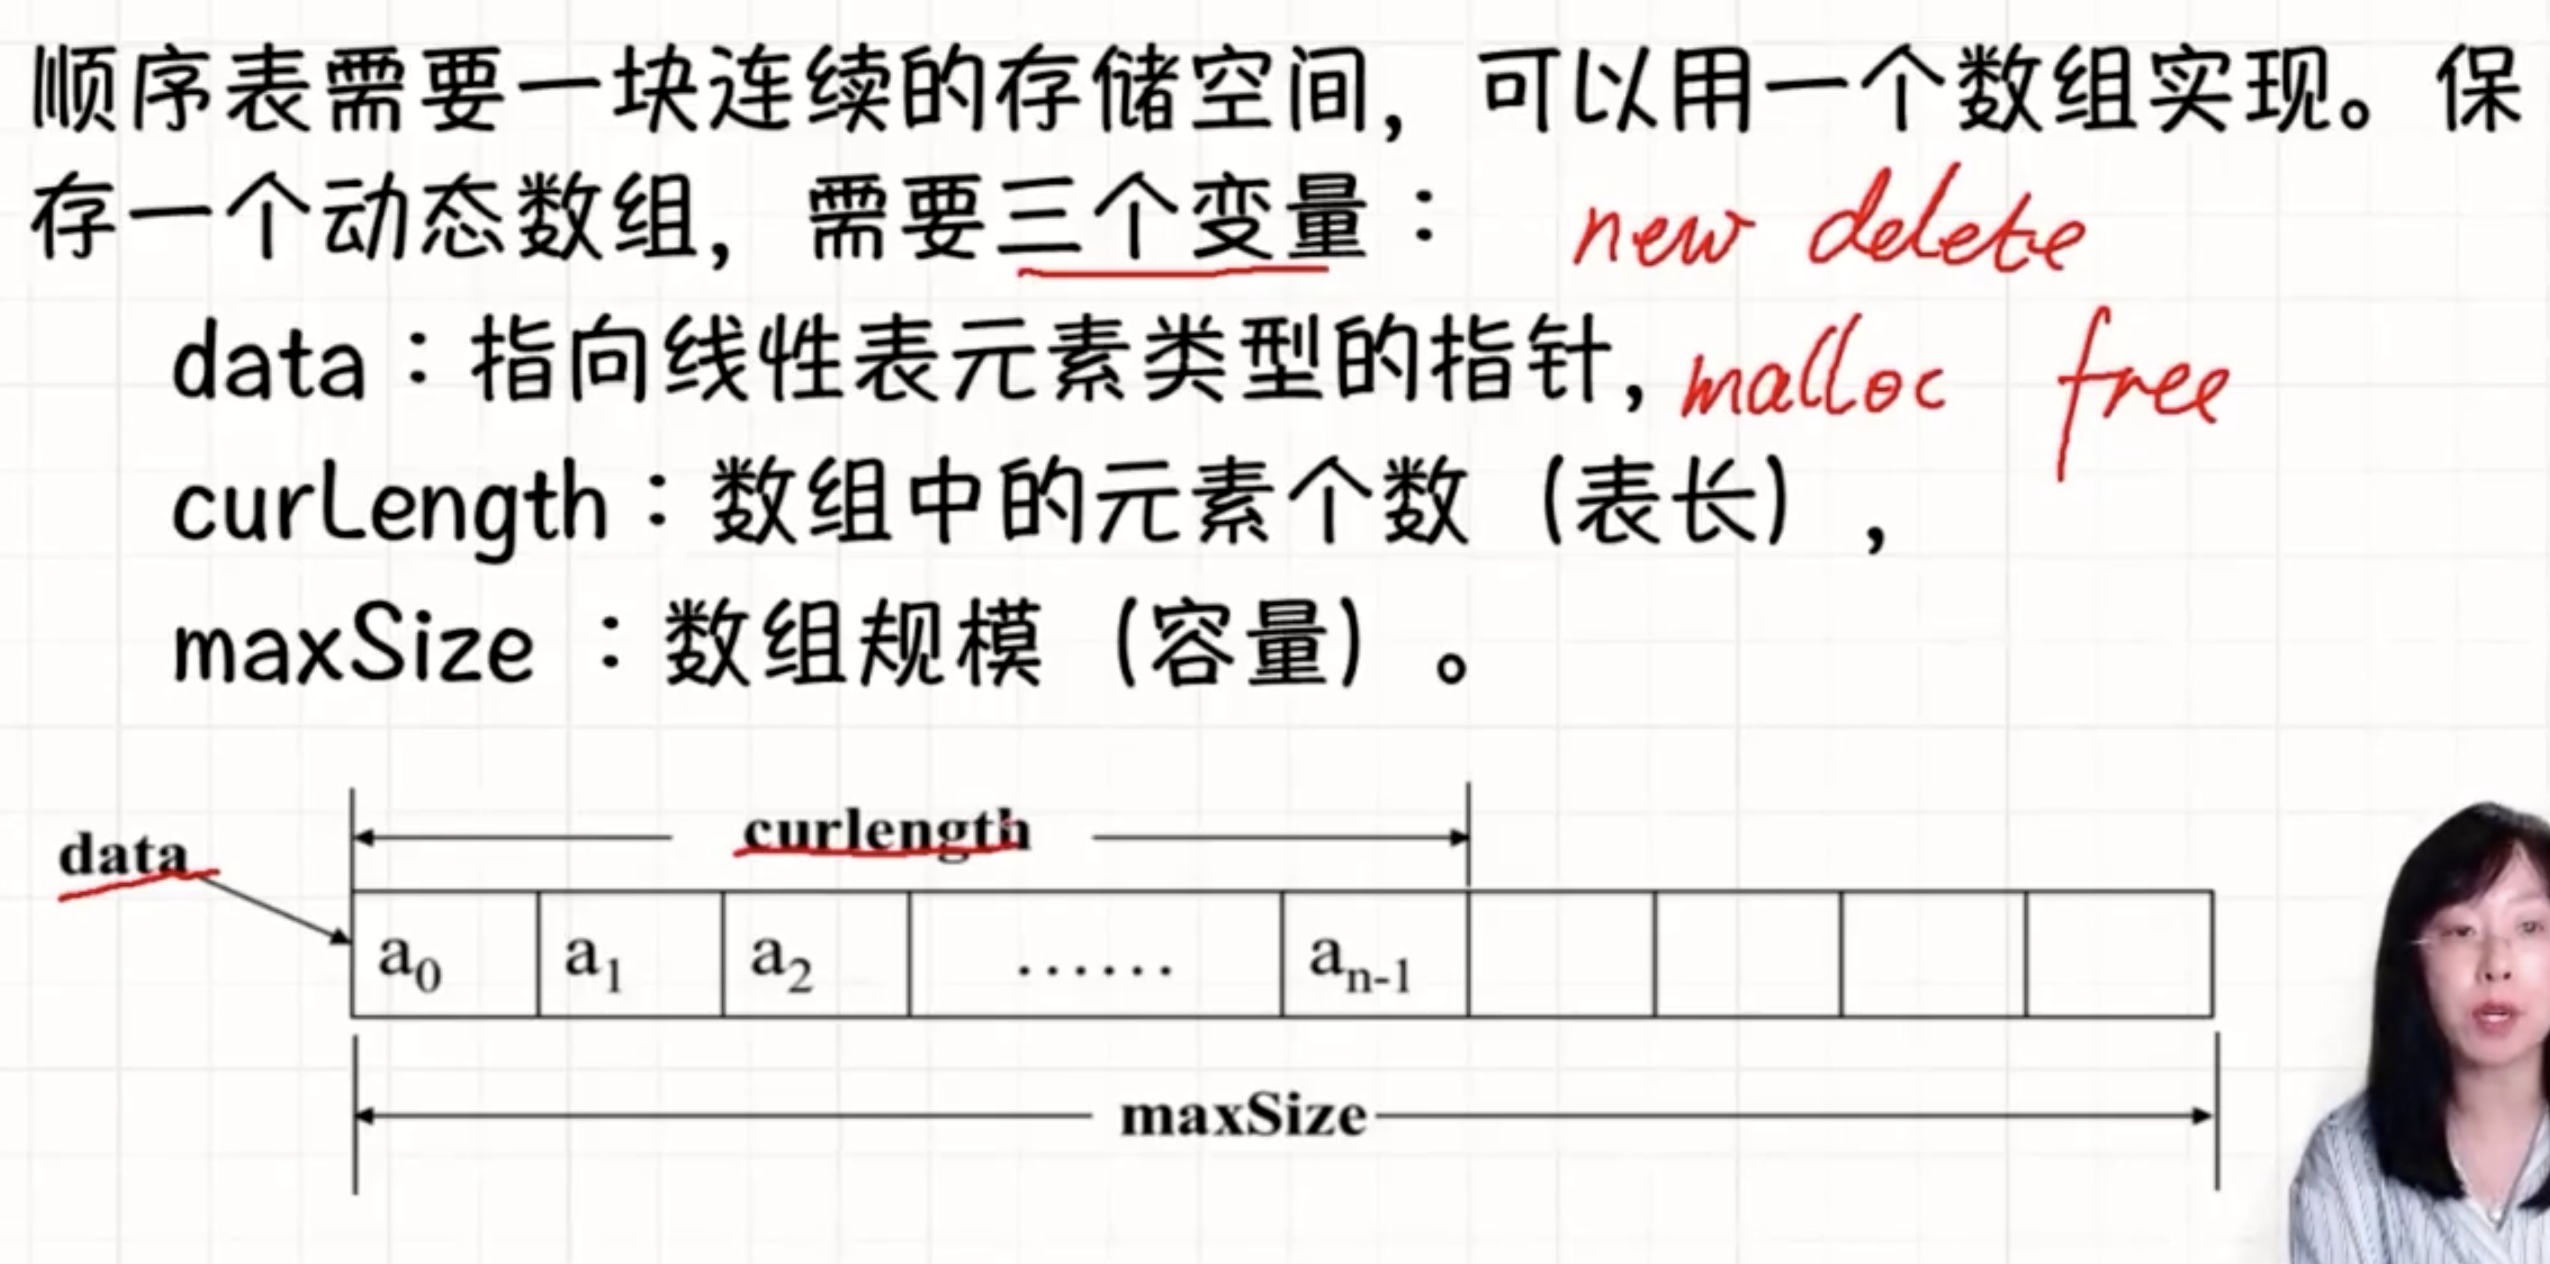 顺序表需要一块连续的存储空间，可以用一个数组实现。保
存一个动态数组，需要三个变量： new delete
data：指向线性表元素类型的指针, malloc free
curLength：数组中的元素个数（表长）,
maxSize ：数组规模（容量）。
curlength
data
a0 a1 a2 ...... an-1
maxSize